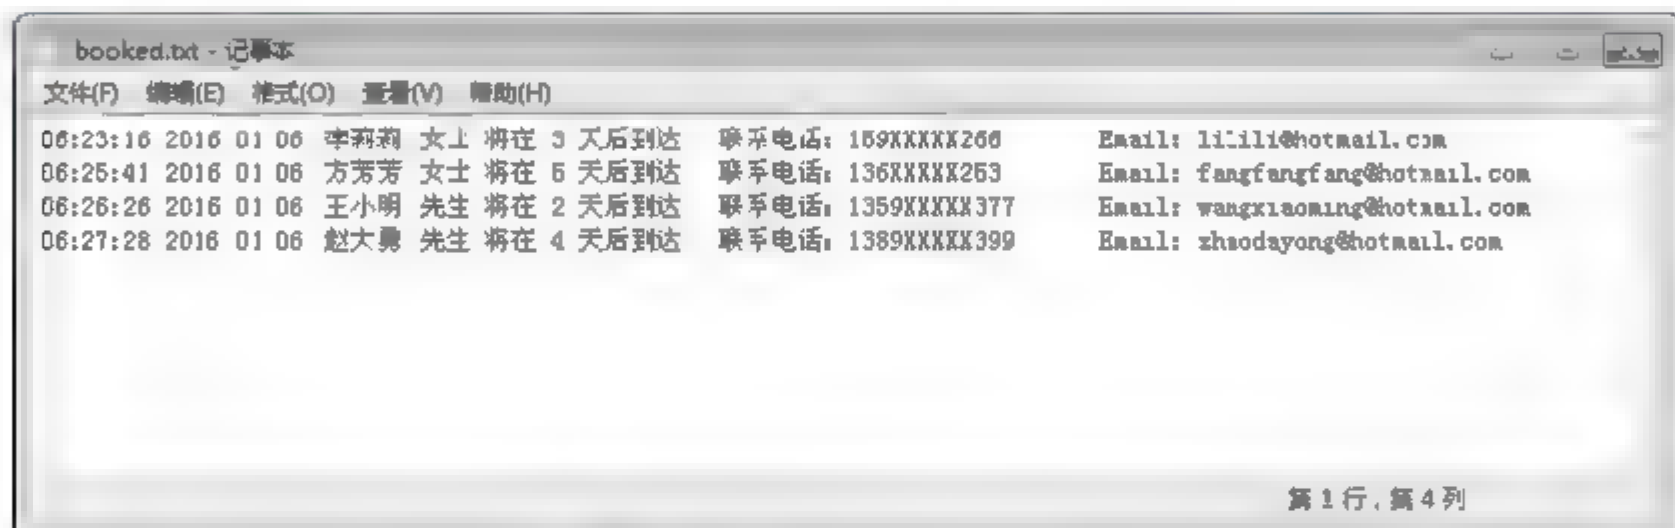 booked.txt - 记事本
文件(F) 编辑(E) 格式(O) 查看(V) 帮助(H)
06:23:16 2016 01 06 李莉莉 女士 将在 3 天后到达 联系电话: 159XXXXX266 Email: lilili@hotmail.com
06:25:41 2016 01 06 方芳芳 女士 将在 5 天后到达 联系电话: 136XXXXX253 Email: fangfangfang@hotmail.com
06:26:26 2016 01 06 王小明 先生 将在 2 天后到达 联系电话: 1359XXXXX377 Email: wangxiaoming@hotmail.com
06:27:28 2016 01 06 赵大勇 先生 将在 4 天后到达 联系电话: 1389XXXXX399 Email: zhaodayong@hotmail.com
第 1 行, 第 4 列